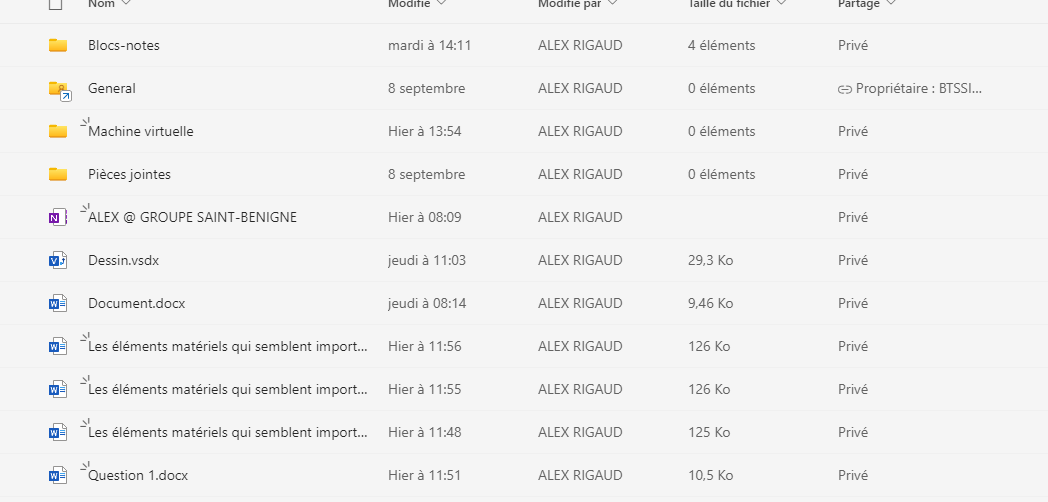 Nom Modifié Modifié par Taille du fichier Partage
Blocs-notes mardi à 14:11 ALEX RIGAUD 4 éléments Privé
General 8 septembre ALEX RIGAUD 0 éléments Propriétaire : BTSSI...
Machine virtuelle Hier à 13:54 ALEX RIGAUD 0 éléments Privé
Pièces jointes 8 septembre ALEX RIGAUD 0 éléments Privé
ALEX @ GROUPE SAINT-BENIGNE Hier à 08:09 ALEX RIGAUD Privé
Dessin.vsdx jeudi à 11:03 ALEX RIGAUD 29,3 Ko Privé
Document.docx jeudi à 08:14 ALEX RIGAUD 9,46 Ko Privé
Les éléments matériels qui semblent import... Hier à 11:56 ALEX RIGAUD 126 Ko Privé
Les éléments matériels qui semblent import... Hier à 11:55 ALEX RIGAUD 126 Ko Privé
Les éléments matériels qui semblent import... Hier à 11:48 ALEX RIGAUD 125 Ko Privé
Question 1.docx Hier à 11:51 ALEX RIGAUD 10,5 Ko Privé